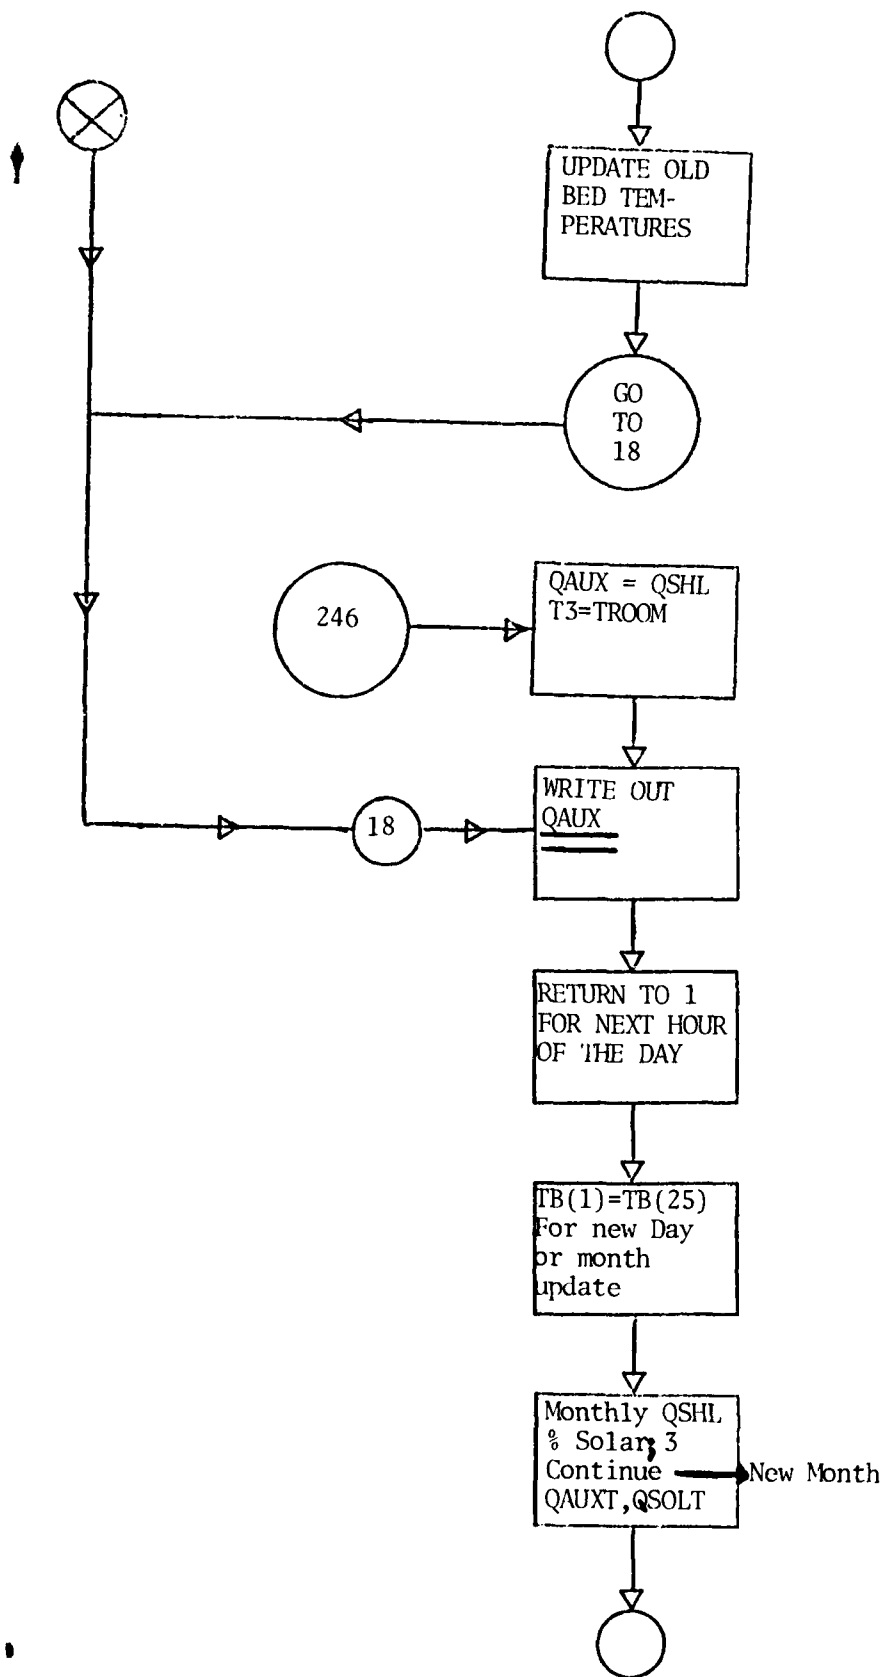 UPDATE OLD
BED TEM-
PERATURES
GO
TO
18
246
QAUX = QSHL
T3=TROOM
18
WRITE OUT
QAUX
RETURN TO 1
FOR NEXT HOUR
OF THE DAY
TB(1)=TB(25)
For new Day
or month
update
Monthly QSHL
% Solar;3
Continue
New Month
QAUXT,QSOLT